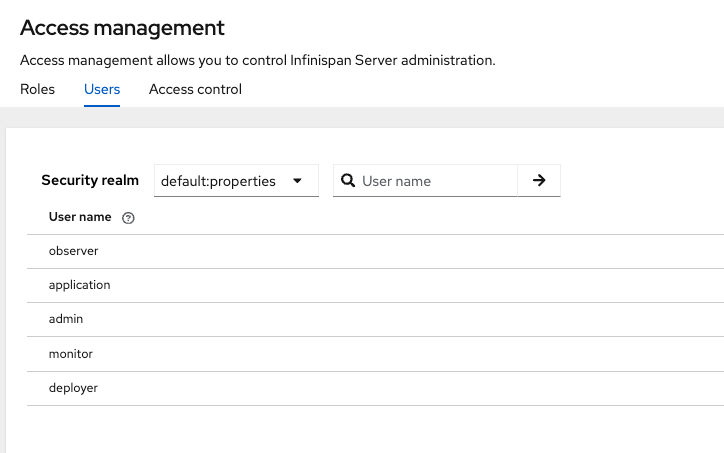 Access management
Access management allows you to control Infinispan Server administration.
Roles Users Access control
Security realm default:properties User name
User name
observer
application
admin
monitor
deployer